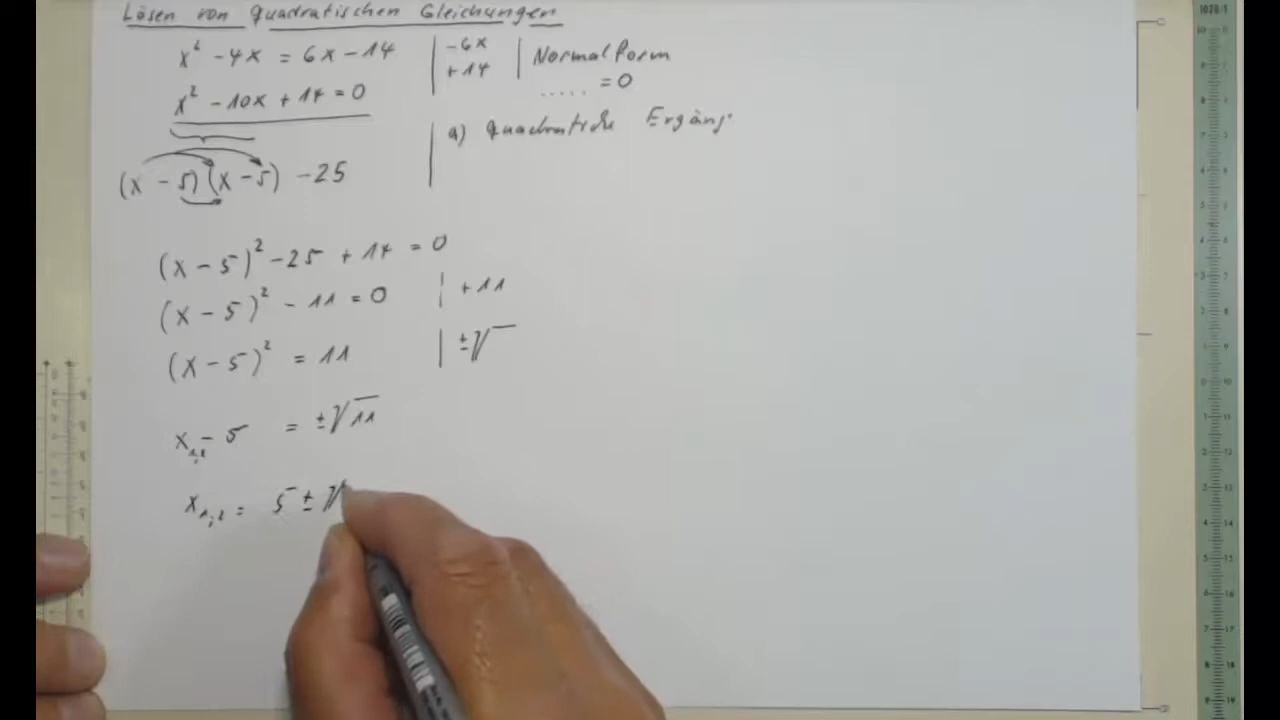 Lösen von quadratischen Gleichungen
x² - 4x = 6x - 14 | -6x +14 | Normalform ..... = 0
x² - 10x + 14 = 0
| a) Quadratische Ergänz
(x - 5)(x - 5) - 25
(x - 5)² - 25 + 14 = 0
(x - 5)² - 11 = 0 | + 11
(x - 5)² = 11 | ±√
x₁,₂ - 5 = ±√11
x₁,₂ = 5 ± √